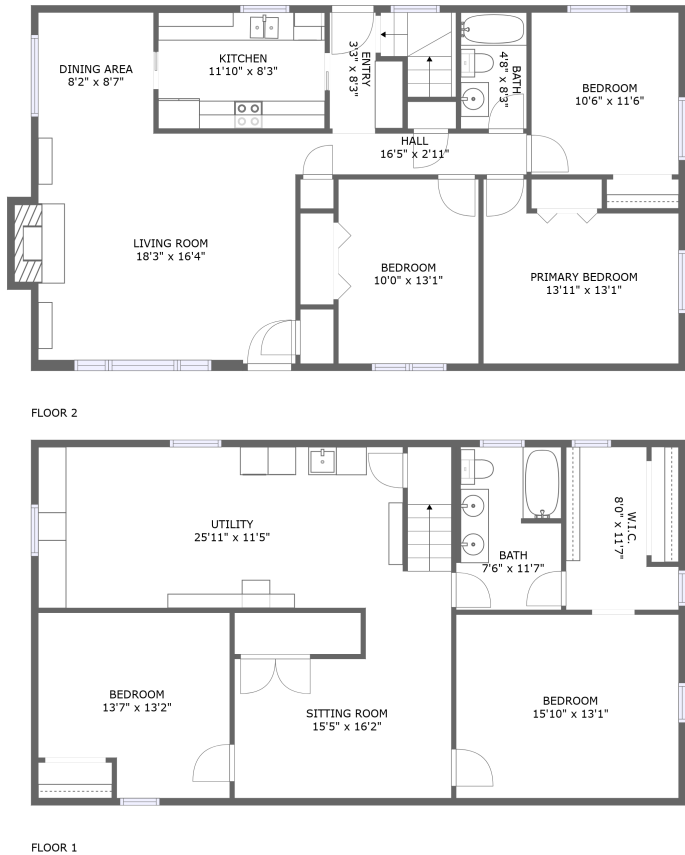 DINING AREA
8'2" x 8'7"
KITCHEN
11'10" x 8'3"
ENTRY
3'3" x 8'3"
BATH
4'8" x 8'3"
BEDROOM
10'6" x 11'6"
HALL
16'5" x 2'11"
LIVING ROOM
18'3" x 16'4"
BEDROOM
10'0" x 13'1"
PRIMARY BEDROOM
13'11" x 13'1"
FLOOR 2
UTILITY
25'11" x 11'5"
BATH
7'6" x 11'7"
W.I.C.
8'0" x 11'7"
BEDROOM
13'7" x 13'2"
SITTING ROOM
15'5" x 16'2"
BEDROOM
15'10" x 13'1"
FLOOR 1